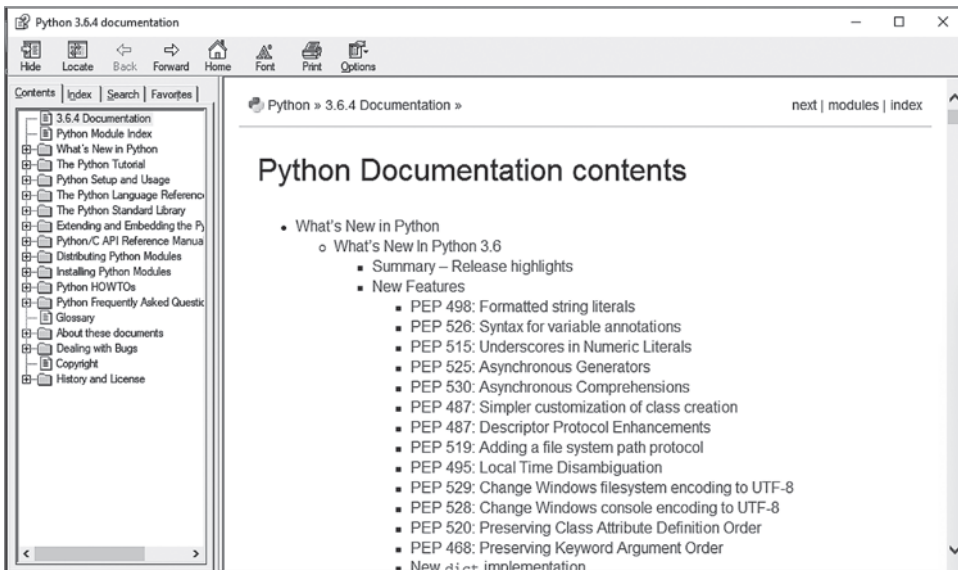 Python 3.6.4 documentation
Hide Locate Back Forward Home Font Print Options
Contents Index Search Favorites
3.6.4 Documentation
Python Module Index
What's New in Python
The Python Tutorial
Python Setup and Usage
The Python Language Reference
The Python Standard Library
Extending and Embedding the Py
Python/C API Reference Manua
Distributing Python Modules
Installing Python Modules
Python HOWTOs
Python Frequently Asked Questic
Glossary
About these documents
Dealing with Bugs
Copyright
History and License
Python » 3.6.4 Documentation »
next | modules | index
Python Documentation contents
What's New in Python
What's New In Python 3.6
Summary – Release highlights
New Features
PEP 498: Formatted string literals
PEP 526: Syntax for variable annotations
PEP 515: Underscores in Numeric Literals
PEP 525: Asynchronous Generators
PEP 530: Asynchronous Comprehensions
PEP 487: Simpler customization of class creation
PEP 487: Descriptor Protocol Enhancements
PEP 519: Adding a file system path protocol
PEP 495: Local Time Disambiguation
PEP 529: Change Windows filesystem encoding to UTF-8
PEP 528: Change Windows console encoding to UTF-8
PEP 520: Preserving Class Attribute Definition Order
PEP 468: Preserving Keyword Argument Order
New dict implementation